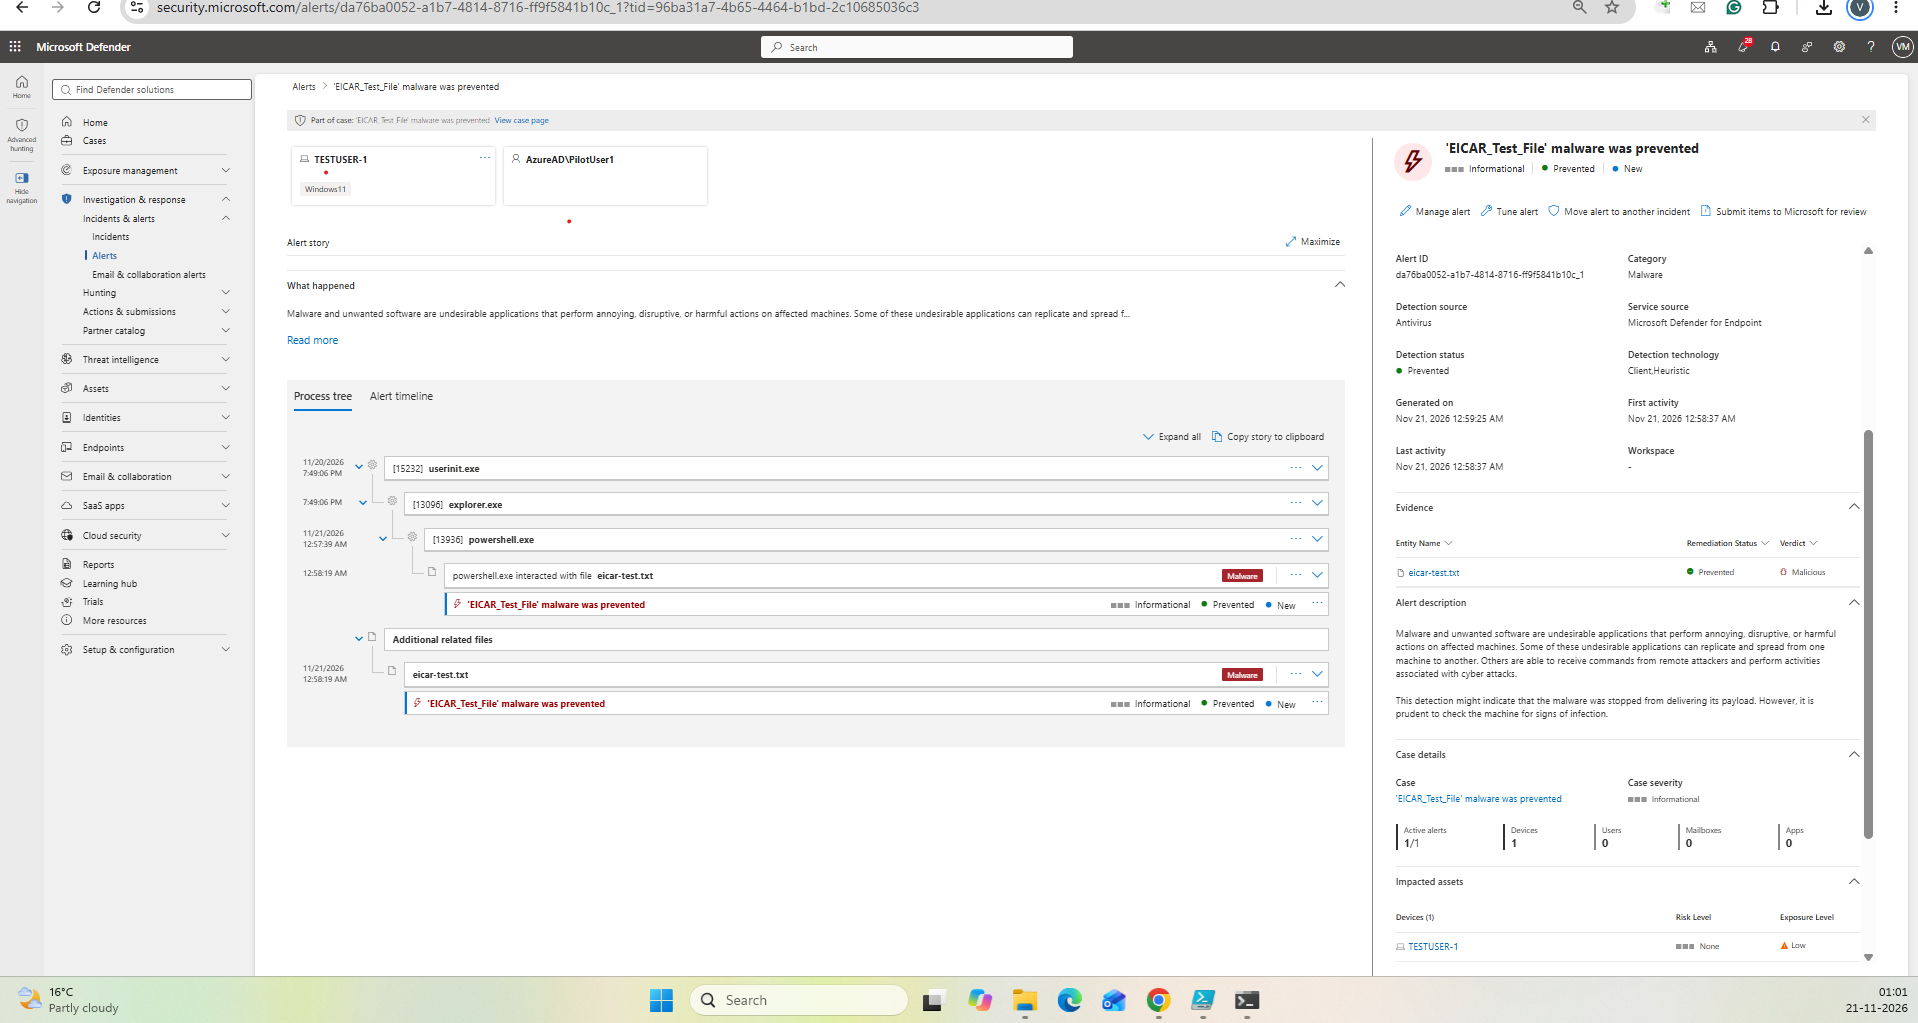 security.microsoft.com/alerts/da76ba0052-a1b7-4814-8716-ff9f5841b10c_1?tid=96ba31a7-4b65-4464-b1bd-2c10685036c3
V
Microsoft Defender
Search
28
VM
Home
Advanced hunting
Hide navigation
Find Defender solutions
Home
Cases
Exposure management
Investigation & response
Incidents & alerts
Incidents
Alerts
Email & collaboration alerts
Hunting
Actions & submissions
Partner catalog
Threat intelligence
Assets
Identities
Endpoints
Email & collaboration
SaaS apps
Cloud security
Reports
Learning hub
Trials
More resources
Setup & configuration
Alerts > 'EICAR_Test_File' malware was prevented
Part of case: 'EICAR_Test_File' malware was prevented View case page
TESTUSER-1
Windows11
AzureAD\PilotUser1
Alert story
Maximize
What happened
Malware and unwanted software are undesirable applications that perform annoying, disruptive, or harmful actions on affected machines. Some of these undesirable applications can replicate and spread f...
Read more
Process tree Alert timeline
Expand all Copy story to clipboard
11/20/2026
7:49:06 PM
[15232] userinit.exe
7:49:06 PM
[13096] explorer.exe
11/21/2026
12:57:39 AM
[13936] powershell.exe
12:58:19 AM
powershell.exe interacted with file eicar-test.txt Malware
'EICAR_Test_File' malware was prevented Informational Prevented New
Additional related files
11/21/2026
12:58:19 AM
eicar-test.txt Malware
'EICAR_Test_File' malware was prevented Informational Prevented New
'EICAR_Test_File' malware was prevented
Informational Prevented New
Manage alert Tune alert Move alert to another incident Submit items to Microsoft for review
Alert ID
da76ba0052-a1b7-4814-8716-ff9f5841b10c_1
Category
Malware
Detection source
Antivirus
Service source
Microsoft Defender for Endpoint
Detection status
Prevented
Detection technology
Client,Heuristic
Generated on
Nov 21, 2026 12:59:25 AM
First activity
Nov 21, 2026 12:58:37 AM
Last activity
Nov 21, 2026 12:58:37 AM
Workspace
-
Evidence
Entity Name Remediation Status Verdict
eicar-test.txt Prevented Malicious
Alert description
Malware and unwanted software are undesirable applications that perform annoying, disruptive, or harmful
actions on affected machines. Some of these undesirable applications can replicate and spread from one
machine to another. Others are able to receive commands from remote attackers and perform activities
associated with cyber attacks.
This detection might indicate that the malware was stopped from delivering its payload. However, it is
prudent to check the machine for signs of infection.
Case details
Case
'EICAR_Test_File' malware was prevented
Case severity
Informational
Active alerts
1/1
Devices
1
Users
0
Mailboxes
0
Apps
0
Impacted assets
Devices (1) Risk Level Exposure Level
TESTUSER-1 None Low
16°C
Partly cloudy
Search
01:01
21-11-2026